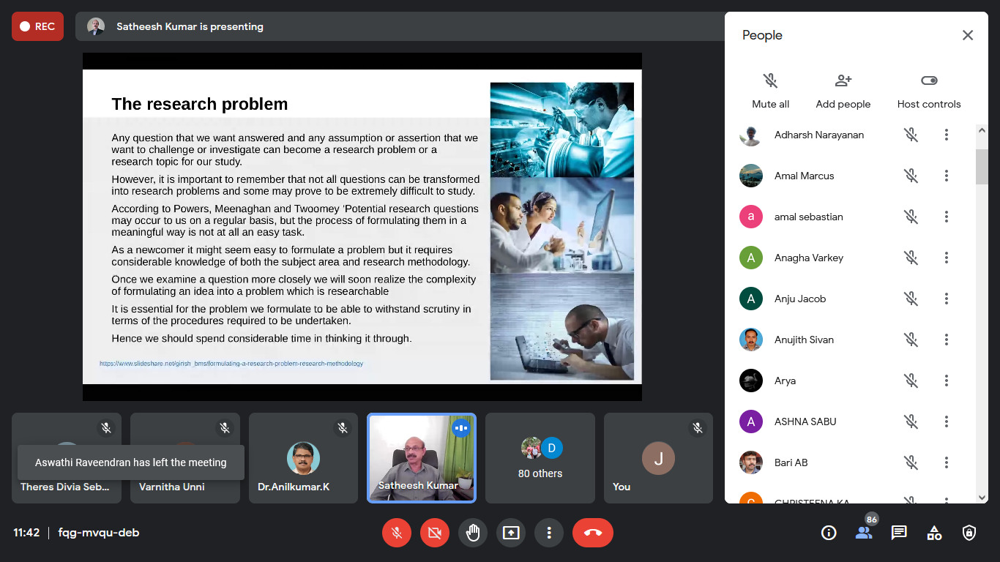 REC
Satheesh Kumar is presenting
The research problem
Any question that we want answered and any assumption or assertion that we
want to challenge or investigate can become a research problem or a
research topic for our study.
However, it is important to remember that not all questions can be transformed
into research problems and some may prove to be extremely difficult to study.
According to Powers, Meenaghan and Twoomey 'Potential research questions
may occur to us on a regular basis, but the process of formulating them in a
meaningful way is not at all an easy task.
As a newcomer it might seem easy to formulate a problem but it requires
considerable knowledge of both the subject area and research methodology.
Once we examine a question more closely we will soon realize the complexity
of formulating an idea into a problem which is researchable
It is essential for the problem we formulate to be able to withstand scrutiny in
terms of the procedures required to be undertaken.
Hence we should spend considerable time in thinking it through.
https://www.slideshare.net/girish_bms/formulating-a-research-problem-research-methodology
Aswathi Raveendran has left the meeting
Theres Divia Seb...
Varnitha Unni
Dr.Anilkumar.K
Satheesh Kumar
D
80 others
J
You
People
Mute all
Add people
Host controls
Adharsh Narayanan
Amal Marcus
a
amal sebastian
A
Anagha Varkey
A
Anju Jacob
Anujith Sivan
Arya
A
ASHNA SABU
Bari AB
C
CHRISTEENA KA
11:42 | fqg-mvqu-deb
86